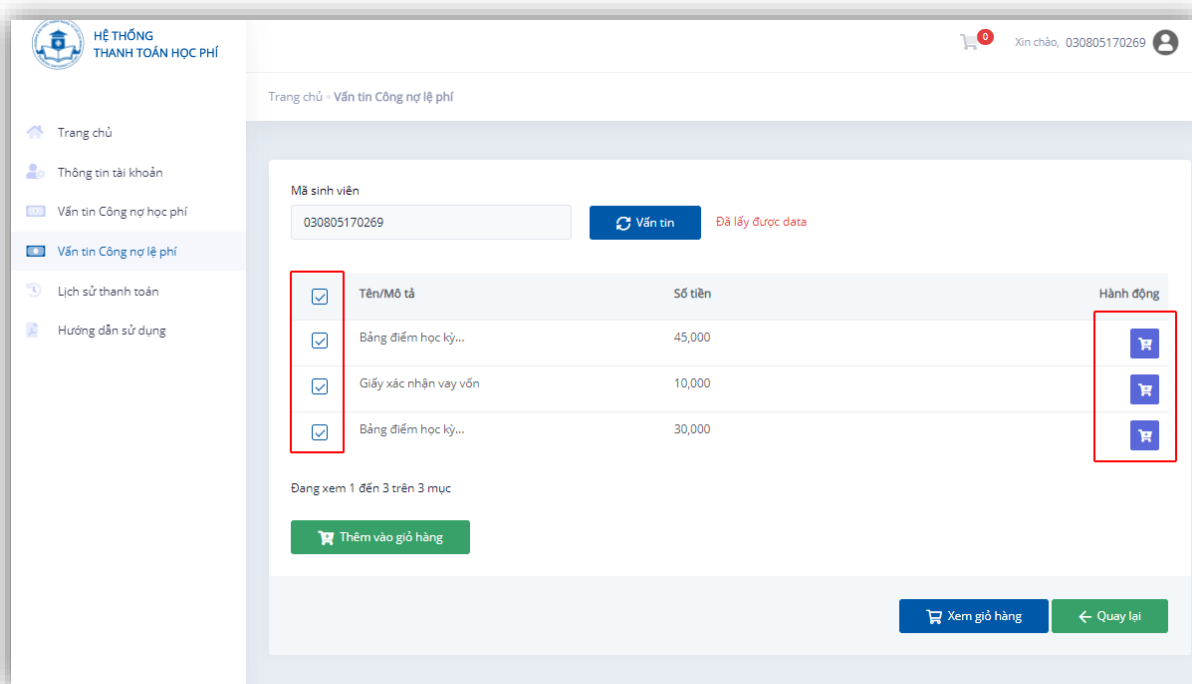 HỆ THỐNG
THANH TOÁN HỌC PHÍ
0
Xin chào, 030805170269
Trang chủ • Vấn tin Công nợ lệ phí
Trang chủ
Thông tin tài khoản
Vấn tin Công nợ học phí
Vấn tin Công nợ lệ phí
Lịch sử thanh toán
Hướng dẫn sử dụng
Mã sinh viên
030805170269
Vấn tin
Đã lấy được data
Tên/Mô tả Số tiền Hành động
Bảng điểm học kỳ... 45,000
Giấy xác nhận vay vốn 10,000
Bảng điểm học kỳ... 30,000
Đang xem 1 đến 3 trên 3 mục
Thêm vào giỏ hàng
Xem giỏ hàng
Quay lại